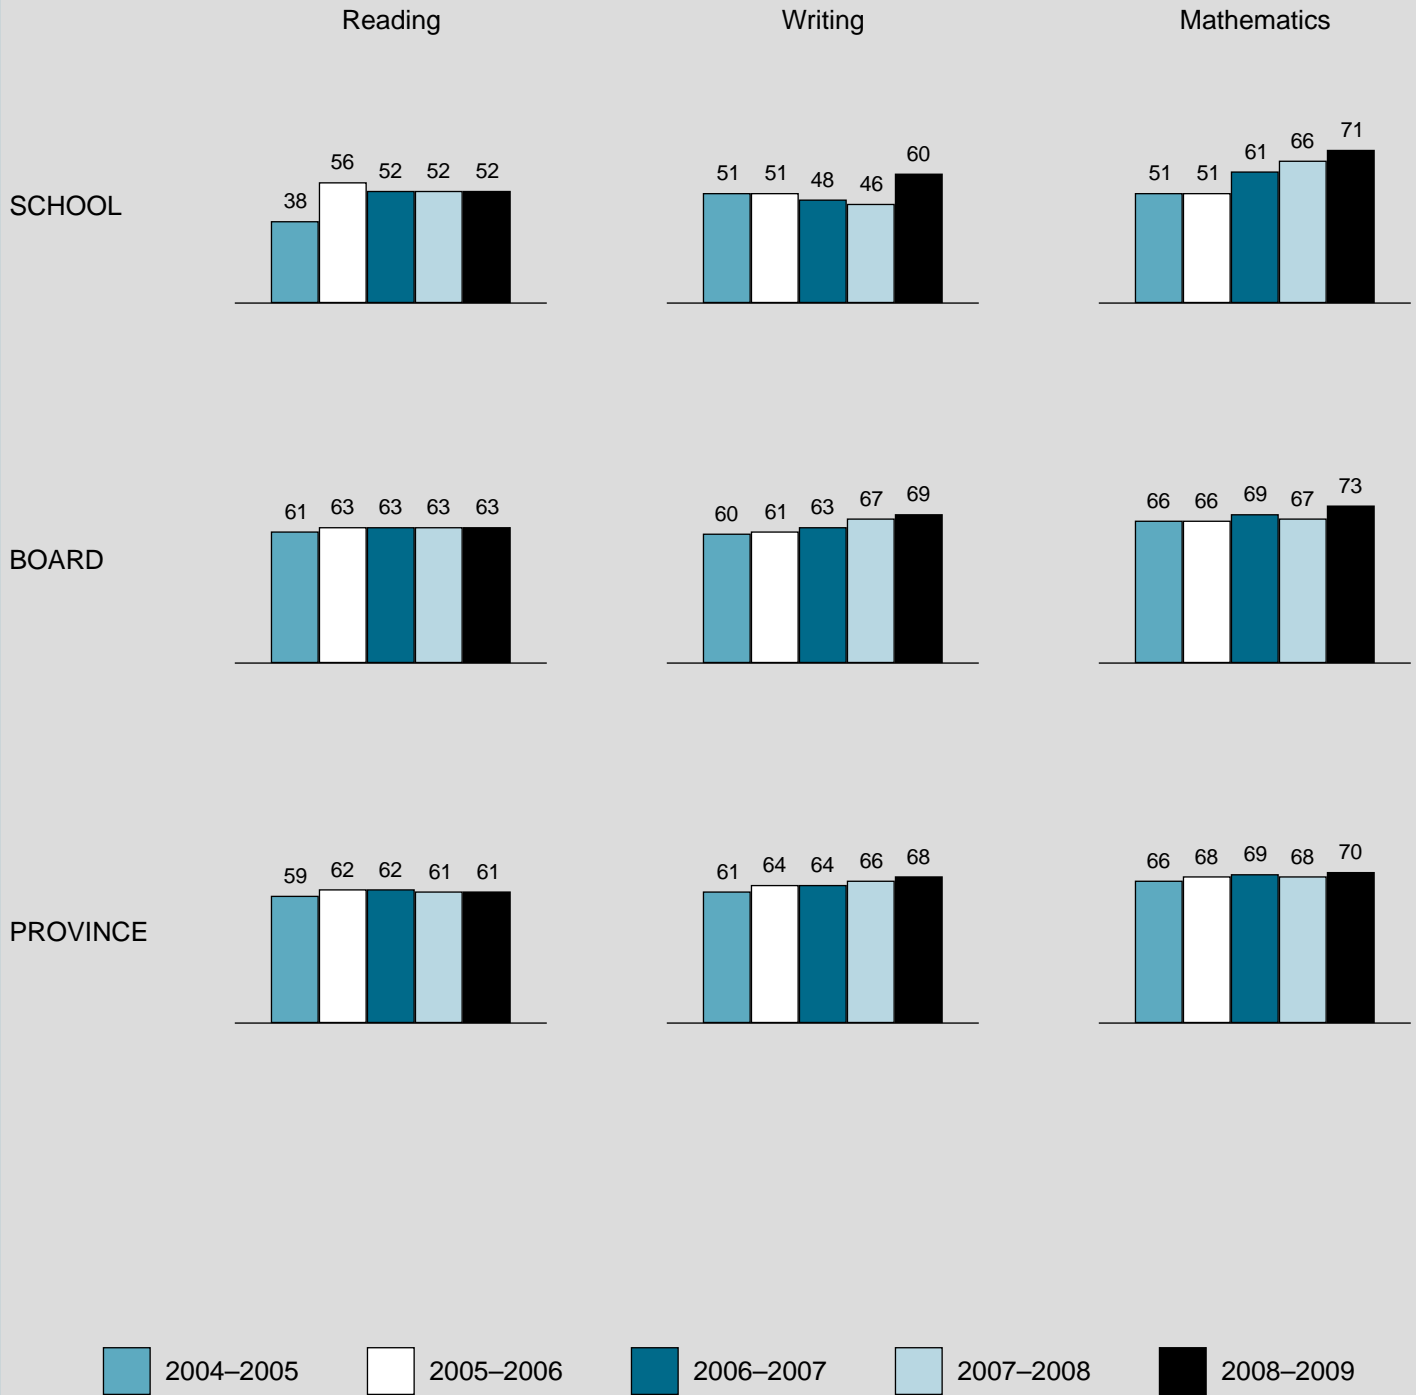 Reading Writing Mathematics
SCHOOL
38 56 52 52 52
51 51 48 46 60
51 51 61 66 71
BOARD
61 63 63 63 63
60 61 63 67 69
66 66 69 67 73
PROVINCE
59 62 62 61 61
61 64 64 66 68
66 68 69 68 70
2004–2005 2005–2006 2006–2007 2007–2008 2008–2009